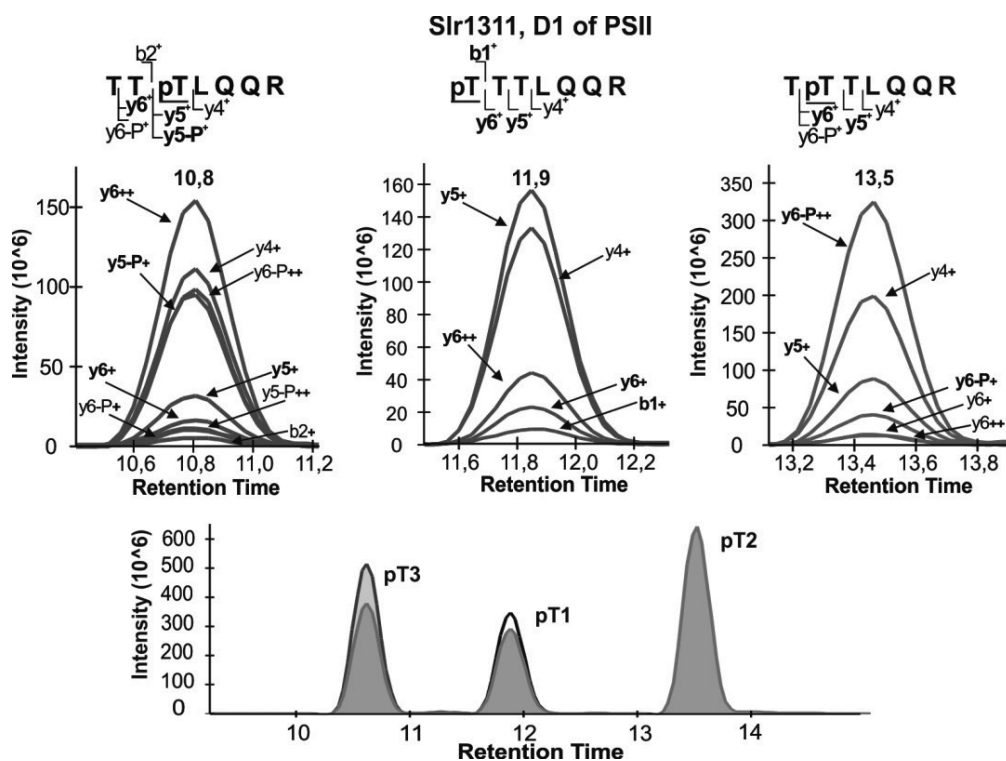 Slr1311, D1 of PSII
b2+
T T pT L Q Q R
y6+
y5+
y4+
y6-P+
y5-P+
b1+
pT T T L Q Q R
y6+
y5+
y4+
T pT T L Q Q R
y6+
y5+
y4+
y6-P+
Intensity (10^6)
150
100
50
0
10,8
y6++
y5-P+
y4+
y6-P++
y6+
y5+
y6-P+
y5-P++
b2+
10,6 10,8 11,0 11,2
Retention Time
Intensity (10^6)
160
140
120
100
80
60
40
20
0
11,9
y5+
y4+
y6++
y6+
b1+
11,6 11,8 12,0 12,2
Retention Time
Intensity (10^6)
350
300
250
200
150
100
50
0
13,5
y6-P++
y4+
y5+
y6-P+
y6+
y6++
13,2 13,4 13,6 13,8
Retention Time
Intensity (10^6)
600
500
400
300
200
100
0
pT3
pT1
pT2
10 11 12 13 14
Retention Time